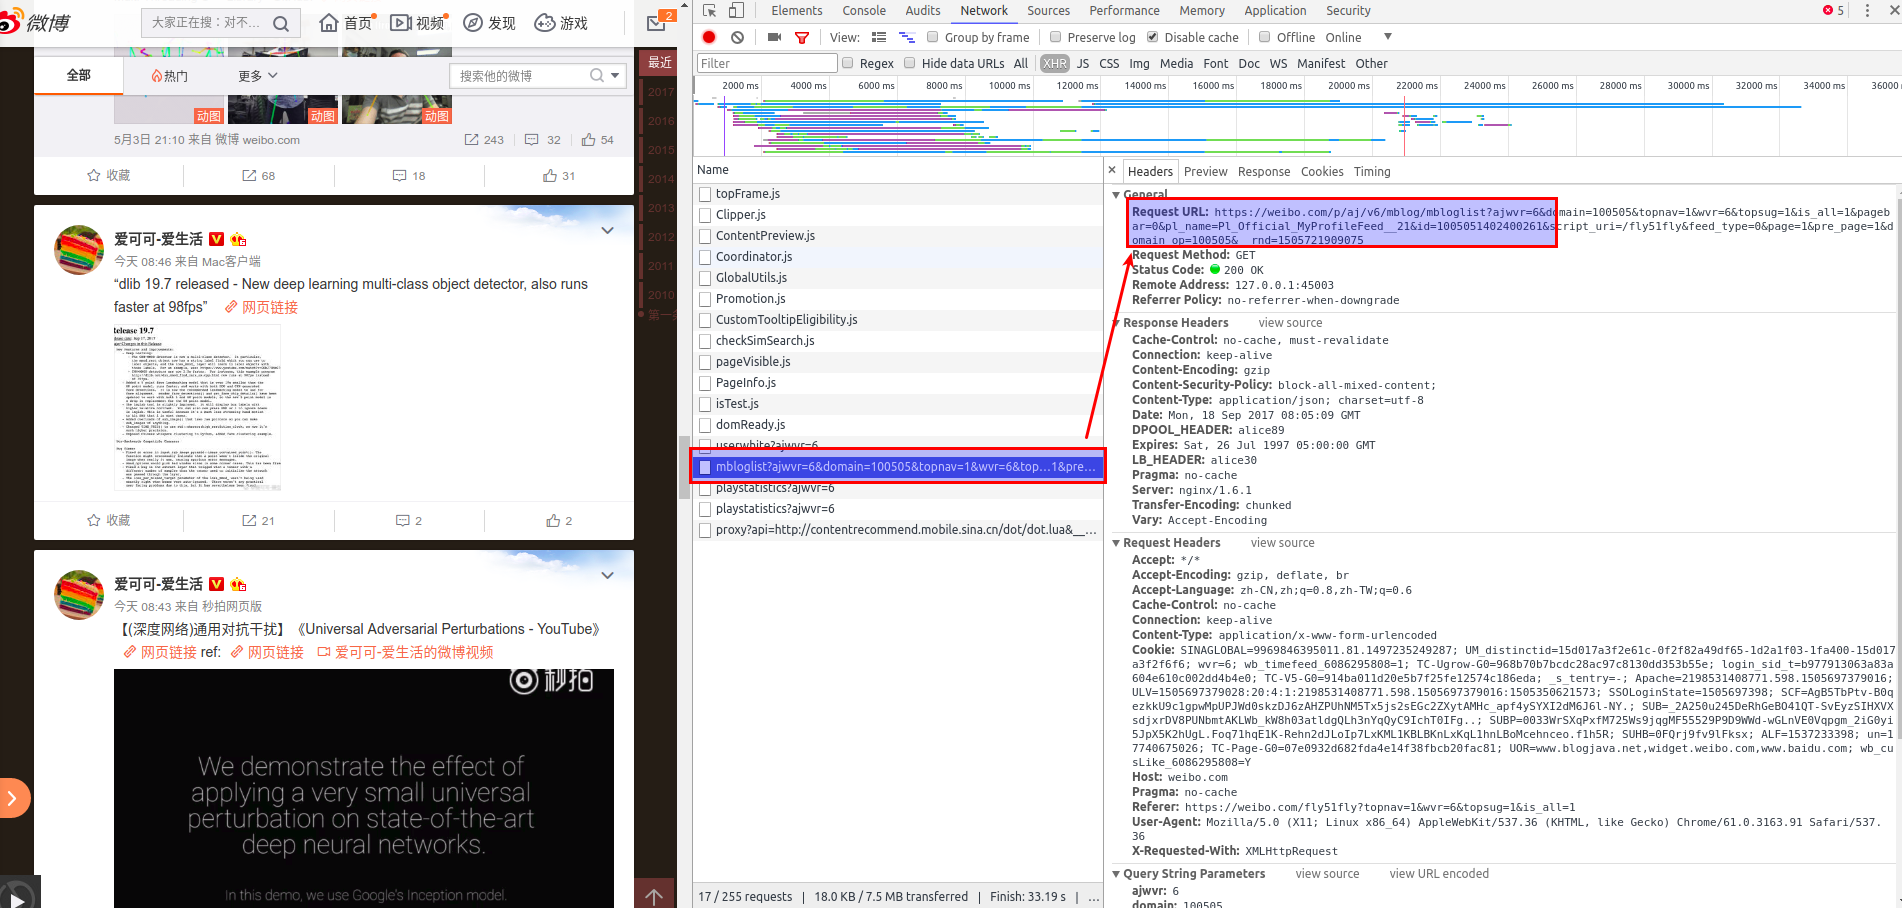 微博
大家正在搜：对不...
首页
视频
发现
游戏
2
全部
热门
更多
搜索他的微博
最近
2017
2016
2015
2014
2013
2012
2011
2010
动图
动图
动图
5月3日 21:10 来自 微博 weibo.com
243
32
54
收藏
68
18
31
爱可可-爱生活
今天 08:46 来自 Mac客户端
“dlib 19.7 released - New deep learning multi-class object detector, also runs
faster at 98fps” 网页链接
Release 19.7
收藏
21
2
2
爱可可-爱生活
今天 08:43 来自 秒拍网页版
【(深度网络)通用对抗干扰】《Universal Adversarial Perturbations - YouTube》
网页链接 ref: 网页链接 爱可可-爱生活的微博视频
秒拍
We demonstrate the effect of
applying a very small universal
perturbation on state-of-the-art
deep neural networks.
In this demo, we use Google's Inception model.
Elements Console Audits Network Sources Performance Memory Application Security
5
View: Group by frame Preserve log Disable cache Offline Online
Filter Regex Hide data URLs All XHR JS CSS Img Media Font Doc WS Manifest Other
2000 ms 4000 ms 6000 ms 8000 ms 10000 ms 12000 ms 14000 ms 16000 ms 18000 ms 20000 ms 22000 ms 24000 ms 26000 ms 28000 ms 30000 ms 32000 ms 34000 ms 36000
Name
topFrame.js
Clipper.js
ContentPreview.js
Coordinator.js
GlobalUtils.js
Promotion.js
CustomTooltipEligibility.js
checkSimSearch.js
pageVisible.js
PageInfo.js
isTest.js
domReady.js
userwhite?ajwvr=6
mbloglist?ajwvr=6&domain=100505&topnav=1&wvr=6&top…1&pre…
playstatistics?ajwvr=6
playstatistics?ajwvr=6
proxy?api=http://contentrecommend.mobile.sina.cn/dot/dot.lua&__…
17 / 255 requests | 18.0 KB / 7.5 MB transferred | Finish: 33.19 s | …
Headers Preview Response Cookies Timing
General
Request URL: https://weibo.com/p/aj/v6/mblog/mbloglist?ajwvr=6&domain=100505&topnav=1&wvr=6&topsug=1&is_all=1&pageb
ar=0&pl_name=Pl_Official_MyProfileFeed__21&id=1005051402400261&script_uri=/fly51fly&feed_type=0&page=1&pre_page=1&d
omain_op=100505&__rnd=1505721909075
Request Method: GET
Status Code: 200 OK
Remote Address: 127.0.0.1:45003
Referrer Policy: no-referrer-when-downgrade
Response Headers view source
Cache-Control: no-cache, must-revalidate
Connection: keep-alive
Content-Encoding: gzip
Content-Security-Policy: block-all-mixed-content;
Content-Type: application/json; charset=utf-8
Date: Mon, 18 Sep 2017 08:05:09 GMT
DPOOL_HEADER: alice89
Expires: Sat, 26 Jul 1997 05:00:00 GMT
LB_HEADER: alice30
Pragma: no-cache
Server: nginx/1.6.1
Transfer-Encoding: chunked
Vary: Accept-Encoding
Request Headers view source
Accept: */*
Accept-Encoding: gzip, deflate, br
Accept-Language: zh-CN,zh;q=0.8,zh-TW;q=0.6
Cache-Control: no-cache
Connection: keep-alive
Content-Type: application/x-www-form-urlencoded
Cookie: SINAGLOBAL=9969846395011.81.1497235249287; UM_distinctid=15d017a3f2e61c-0f2f82a49df65-1d2a1f03-1fa400-15d017
a3f2f6f6; wvr=6; wb_timefeed_6086295808=1; TC-Ugrow-G0=968b70b7bcdc28ac97c8130dd353b55e; login_sid_t=b977913063a83a
604e610c002dd4b4e0; TC-V5-G0=914ba011d20e5b7f25fe12574c186eda; _s_tentry=-; Apache=2198531408771.598.1505697379016;
ULV=1505697379028:20:4:1:2198531408771.598.1505697379016:1505350621573; SSOLoginState=1505697398; SCF=AgB5TbPtv-B0q
ezkkU9c1gpwMpUPJWd0skzDJ6zAHZPUhNM5Tx5js2sEGc2ZXytAMHc_apf4ySYXI2dM6J6l-NY.; SUB=_2A250u245DeRhGeBO41QT-SvEyzSIHXVX
sdjxrDV8PUNbmtAKLWb_kW8h03atldgQLh3nYqQyC9IchT0IFg..; SUBP=0033WrSXqPxfM725Ws9jqgMF55529P9D9WWd-wGLnVE0Vqpgm_2iG0yi
5JpX5K2hUgL.Foq71hqE1K-Rehn2dJLoIp7LxKML1KBLBKnLxKqL1hnLBoMcehnceo.f1h5R; SUHB=0FQrj9fv9lFksx; ALF=1537233398; un=1
7740675026; TC-Page-G0=07e0932d682fda4e14f38fbcb20fac81; UOR=www.blogjava.net,widget.weibo.com,www.baidu.com; wb_cu
sLike_6086295808=Y
Host: weibo.com
Pragma: no-cache
Referer: https://weibo.com/fly51fly?topnav=1&wvr=6&topsug=1&is_all=1
User-Agent: Mozilla/5.0 (X11; Linux x86_64) AppleWebKit/537.36 (KHTML, like Gecko) Chrome/61.0.3163.91 Safari/537.
36
X-Requested-With: XMLHttpRequest
Query String Parameters view source view URL encoded
ajwvr: 6
domain: 100505